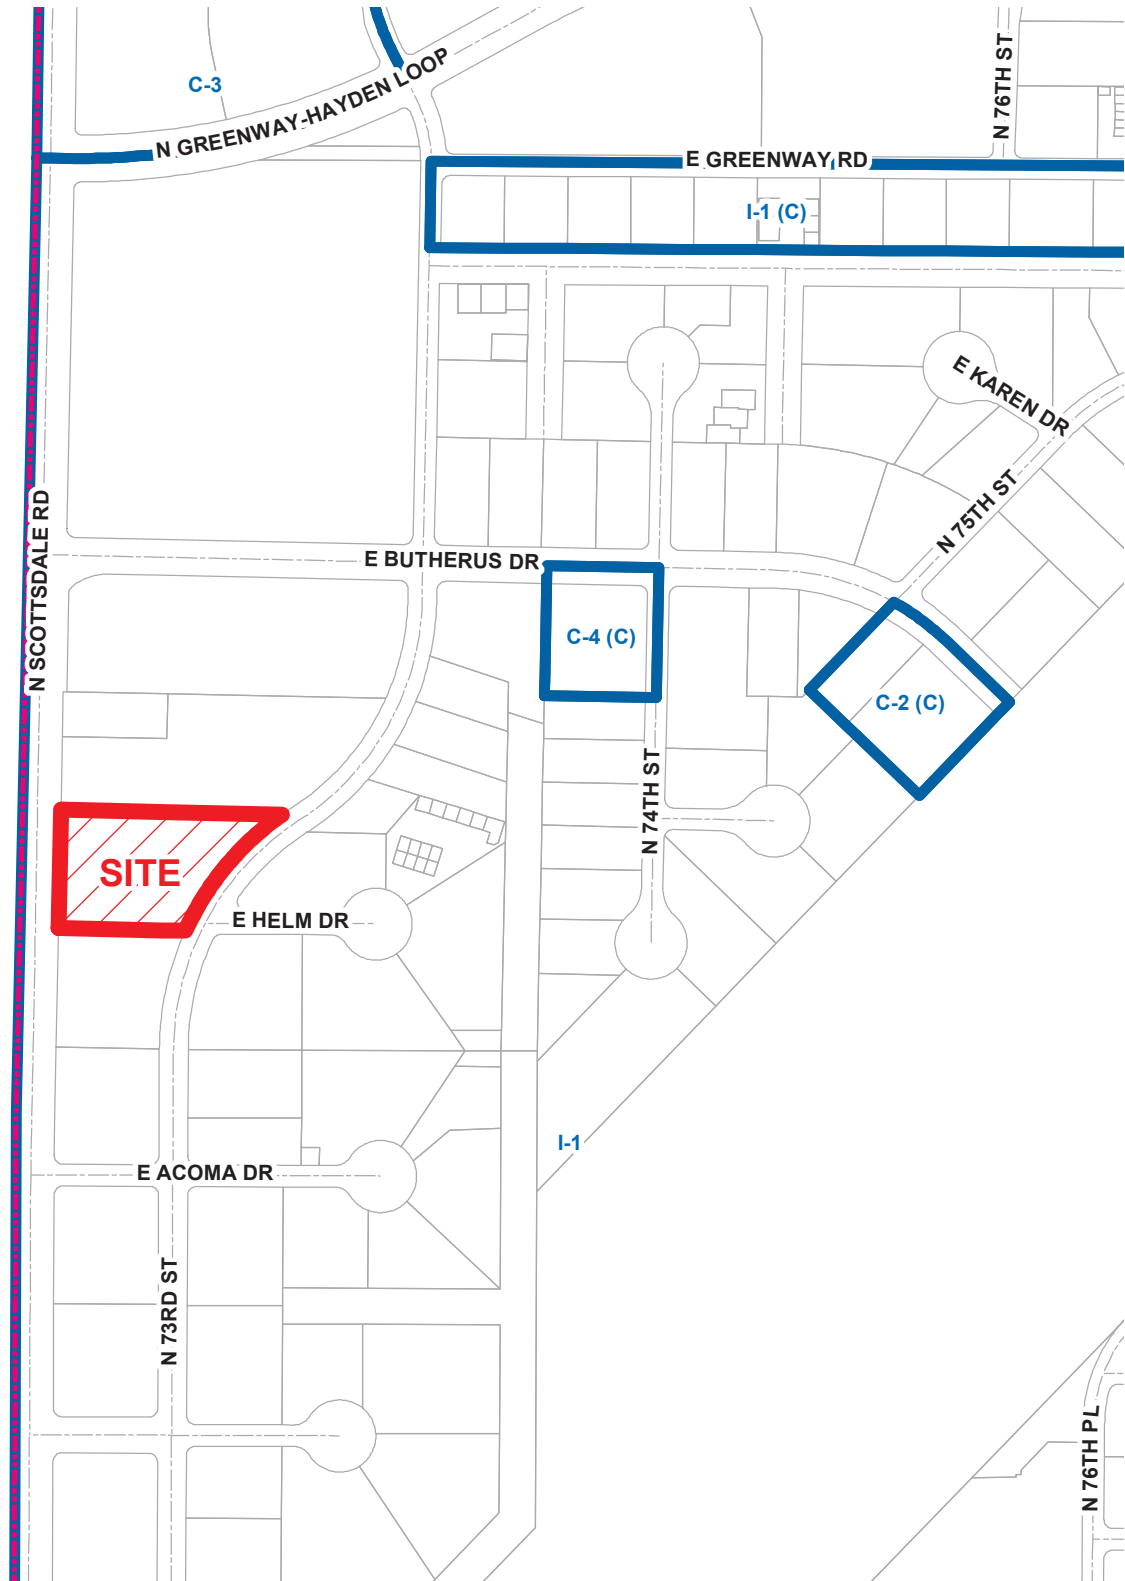 N 76TH ST
C-3
N GREENWAY-HAYDEN LOOP
E GREENWAY RD
I-1 (C)
E KAREN DR
N 75TH ST
N SCOTTSDALE RD
E BUTHERUS DR
C-4 (C)
C-2 (C)
N 74TH ST
SITE
E HELM DR
I-1
E ACOMA DR
N 73RD ST
N 76TH PL